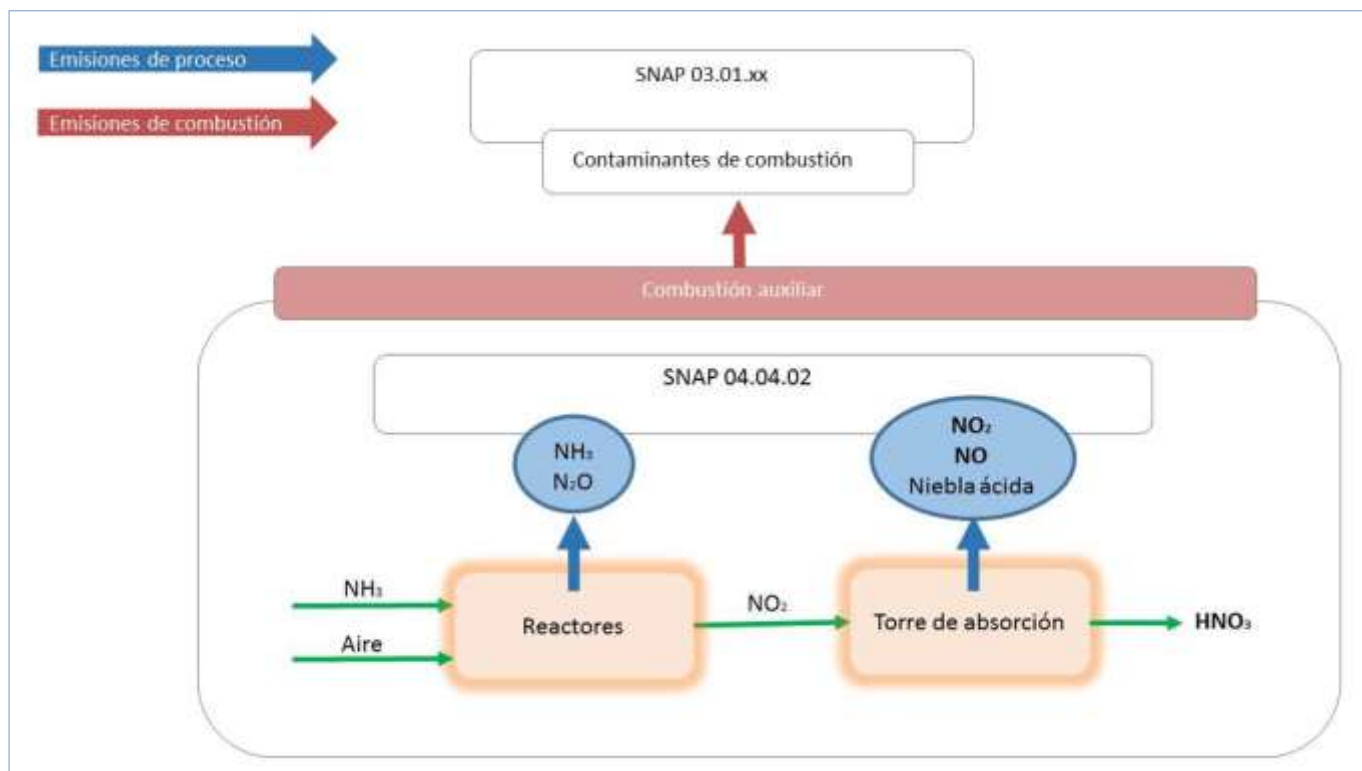 Emisiones de proceso
Emisiones de combustión
SNAP 03.01.xx
Contaminantes de combustión
Combustión auxiliar
SNAP 04.04.02
NH₃
N₂O
NO₂
NO
Niebla ácida
NH₃
Aire
Reactores
NO₂
Torre de absorción
HNO₃